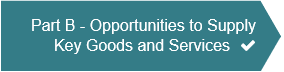 Part B - Opportunities to Supply
Key Goods and Services ✔